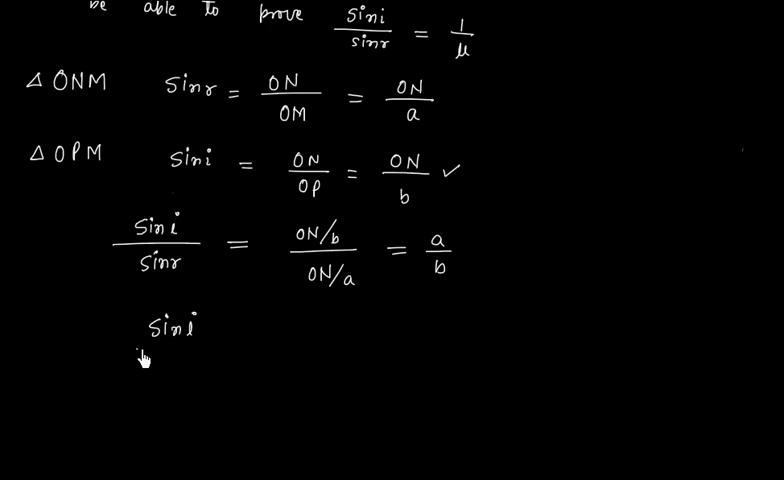 be able to prove sini/sinr = 1/μ
△ ONM sinr = ON/OM = ON/a
△ OPM sini = ON/OP = ON/b ✓
sini/sinr = ON/b / ON/a = a/b
sini